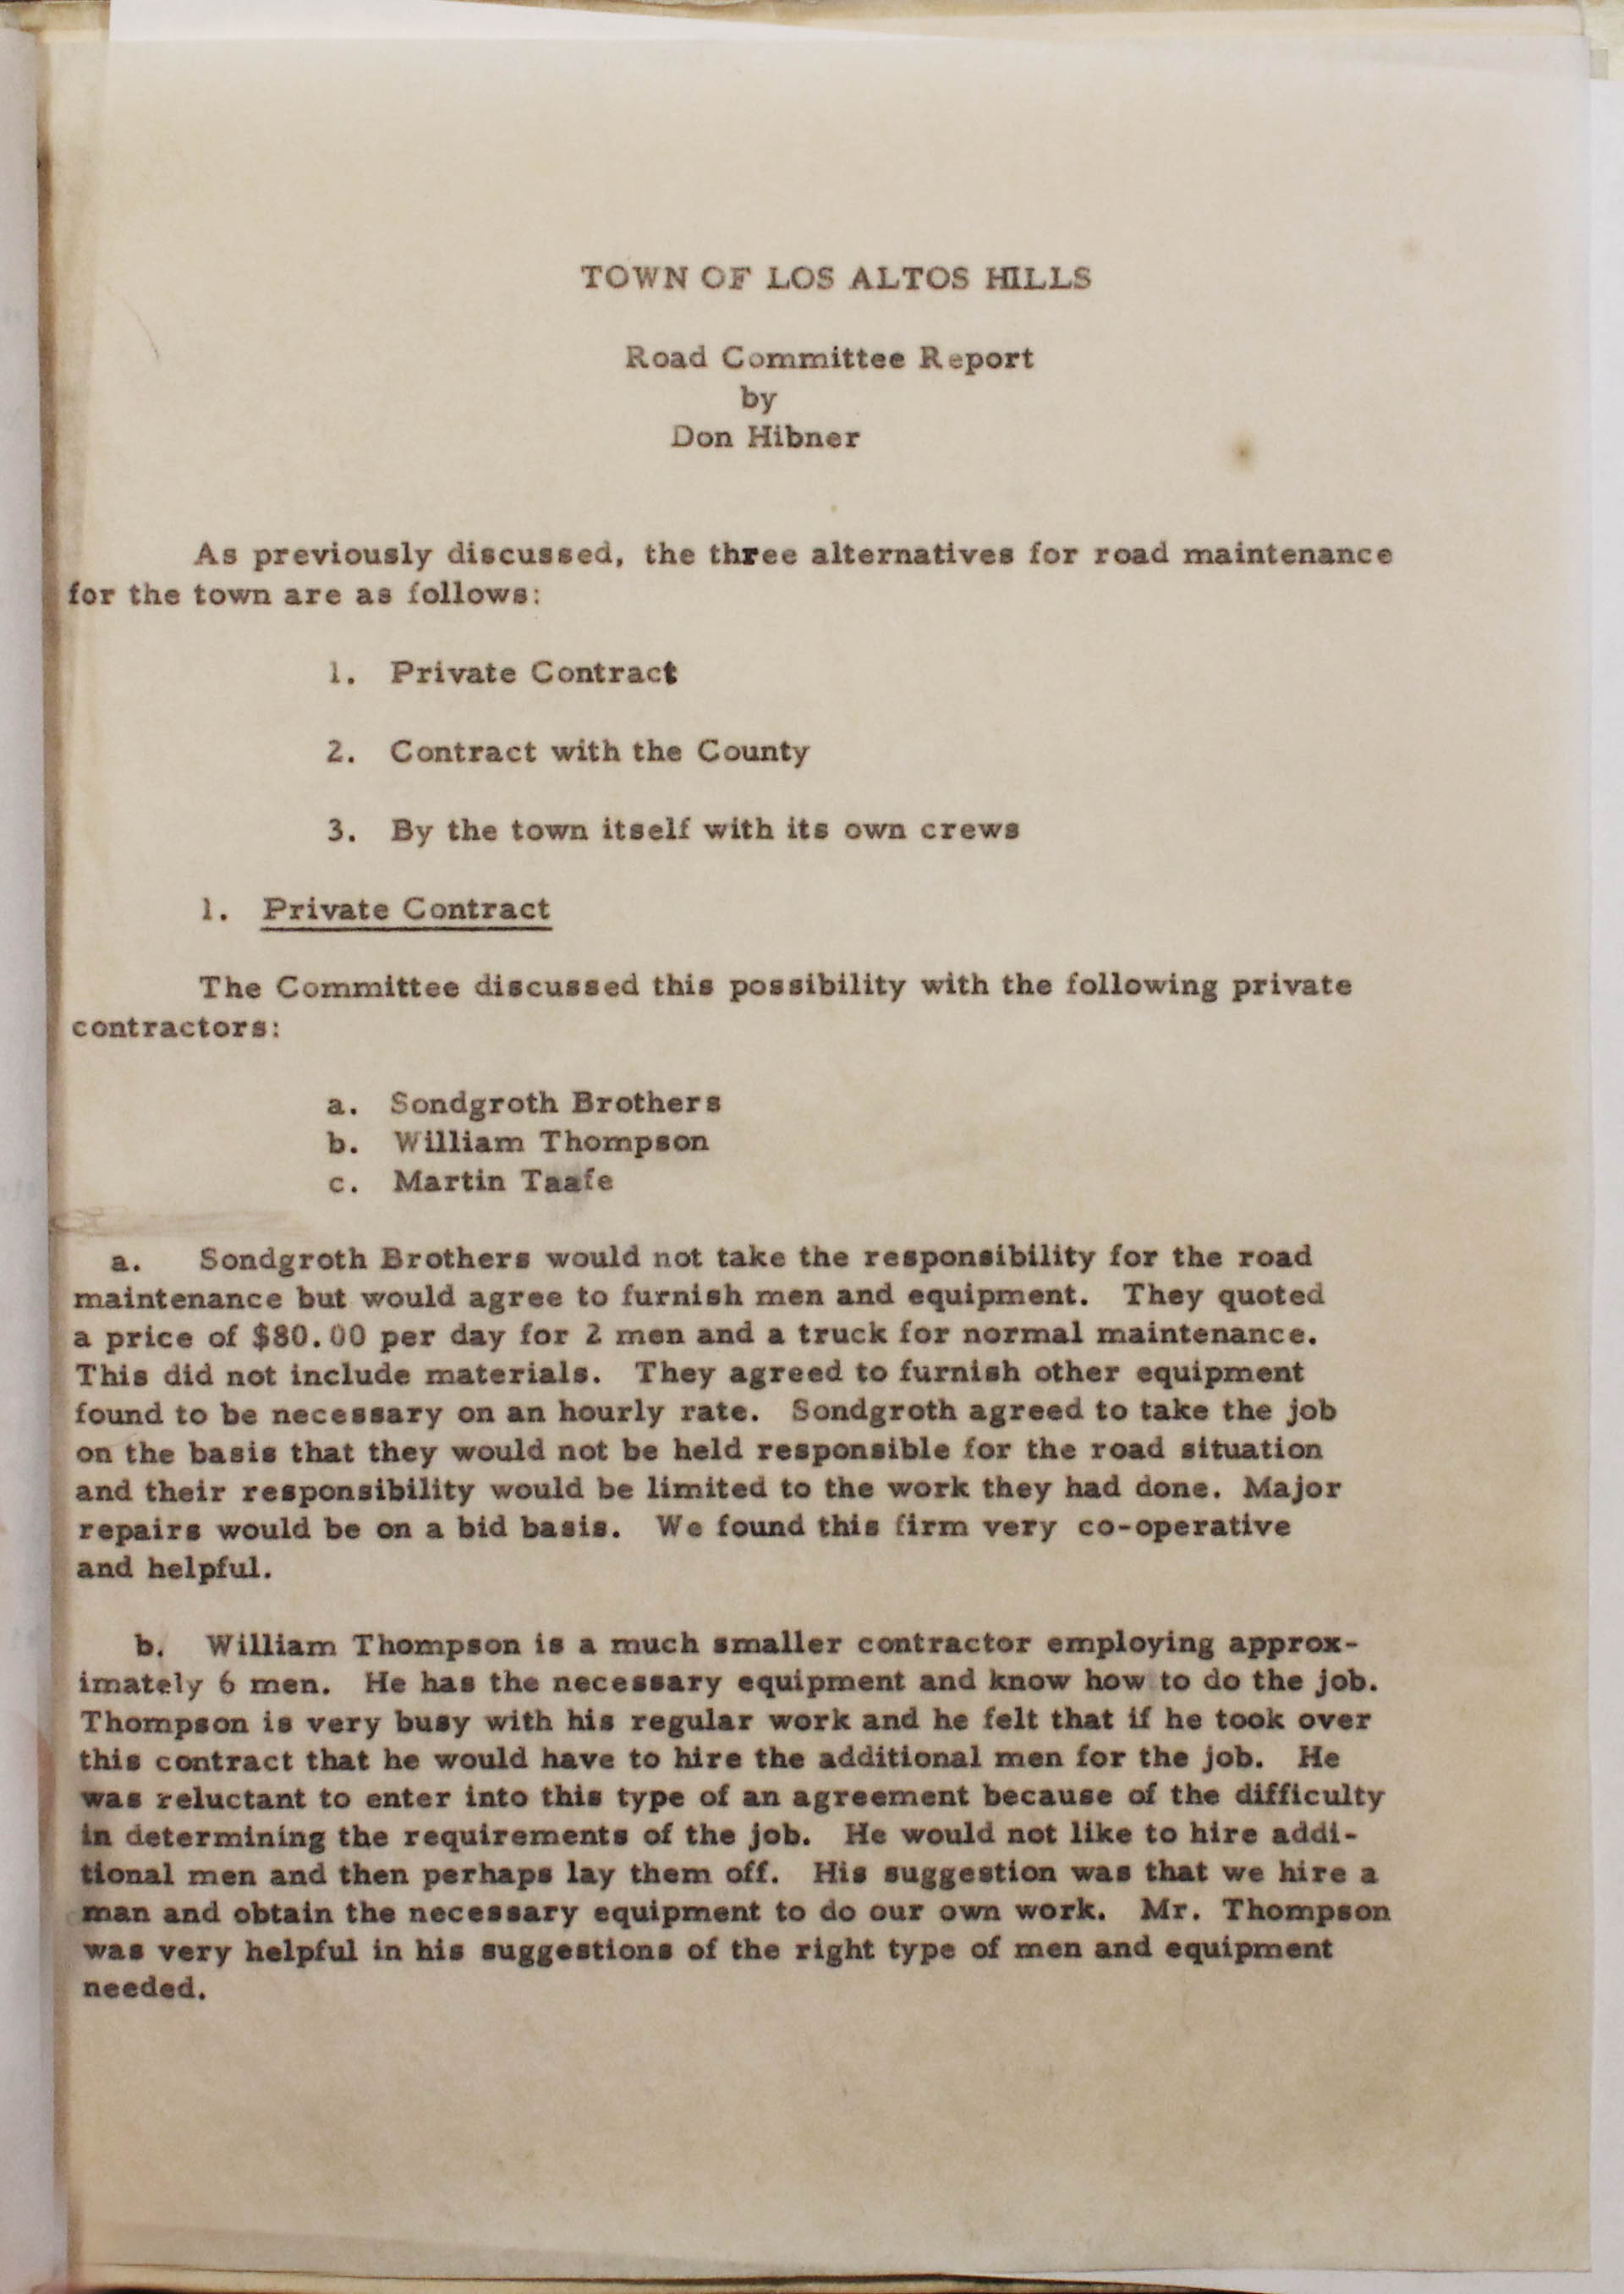 TOWN OF LOS ALTOS HILLS
Road Committee Report
by
Don Hibner
As previously discussed, the three alternatives for road maintenance
for the town are as follows:
1. Private Contract
2. Contract with the County
3. By the town itself with its own crews
1. Private Contract
The Committee discussed this possibility with the following private
contractors:
a. Sondgroth Brothers
b. William Thompson
c. Martin Taafe
a. Sondgroth Brothers would not take the responsibility for the road
maintenance but would agree to furnish men and equipment. They quoted
a price of $80.00 per day for 2 men and a truck for normal maintenance.
This did not include materials. They agreed to furnish other equipment
found to be necessary on an hourly rate. Sondgroth agreed to take the job
on the basis that they would not be held responsible for the road situation
and their responsibility would be limited to the work they had done. Major
repairs would be on a bid basis. We found this firm very co-operative
and helpful.
b. William Thompson is a much smaller contractor employing approx-
imately 6 men. He has the necessary equipment and know how to do the job.
Thompson is very busy with his regular work and he felt that if he took over
this contract that he would have to hire the additional men for the job. He
was reluctant to enter into this type of an agreement because of the difficulty
in determining the requirements of the job. He would not like to hire addi-
tional men and then perhaps lay them off. His suggestion was that we hire a
man and obtain the necessary equipment to do our own work. Mr. Thompson
was very helpful in his suggestions of the right type of men and equipment
needed.